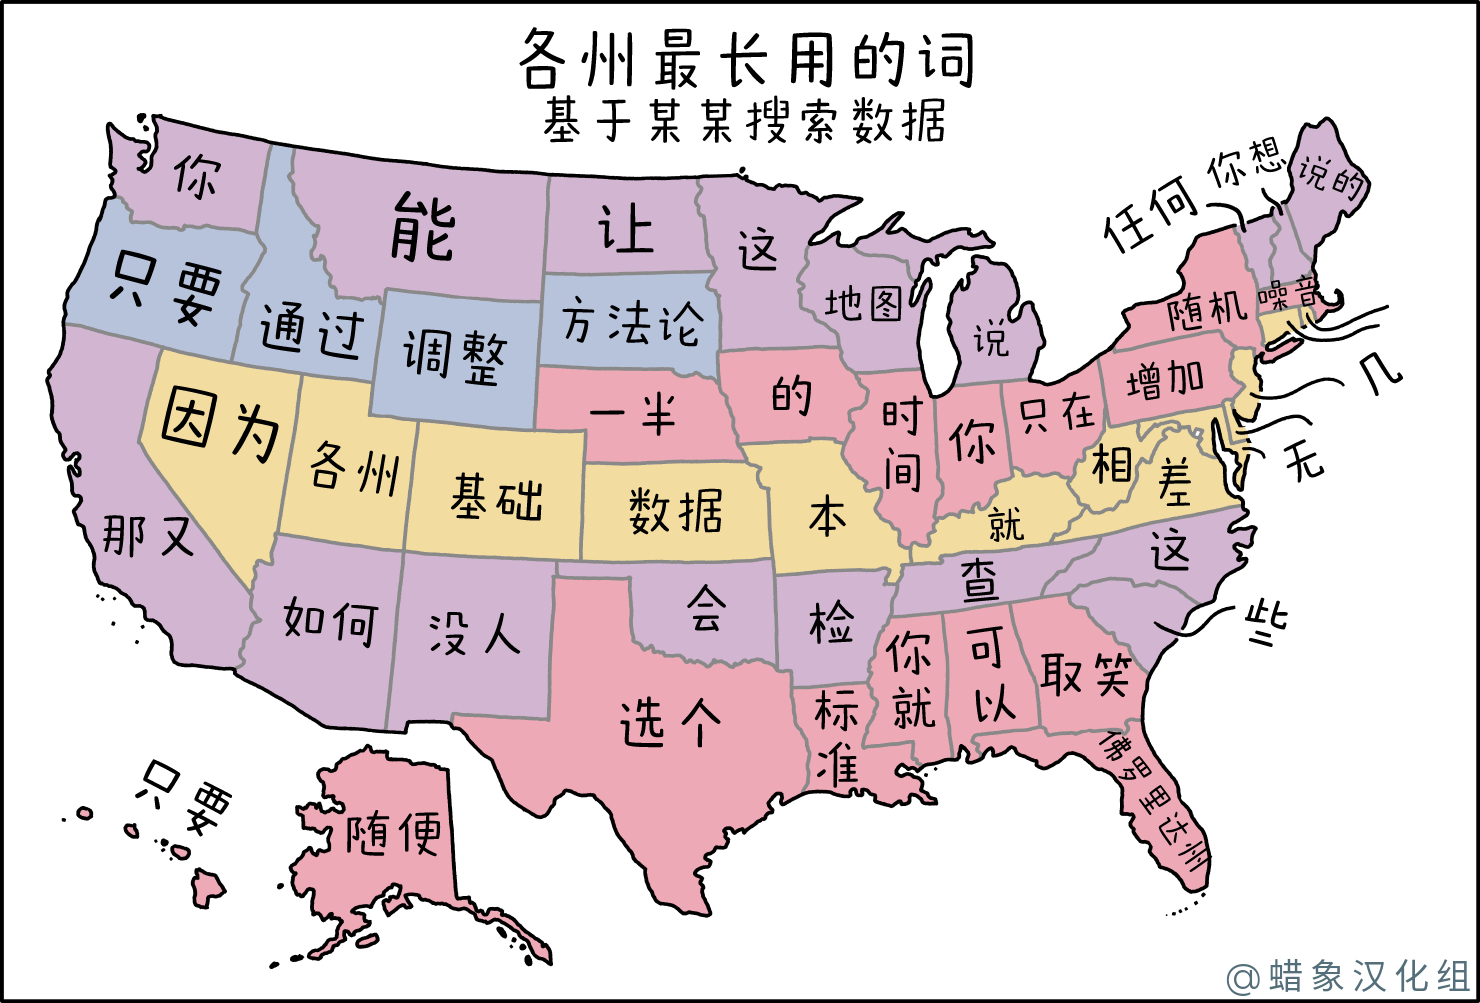 各州最长用的词
基于某某搜索数据
你
能
让
这
地图
说
任何
你想
说的
只要
通过
调整
方法论
一半
的
时间
你
只在
增加
随机
噪音
因为
各州
基础
数据
本
就
相
差
无
几
那又
如何
没人
会
检
查
这
些
只要
随便
选个
标准
你就
可以
取笑
佛罗里达州
@蜡象汉化组